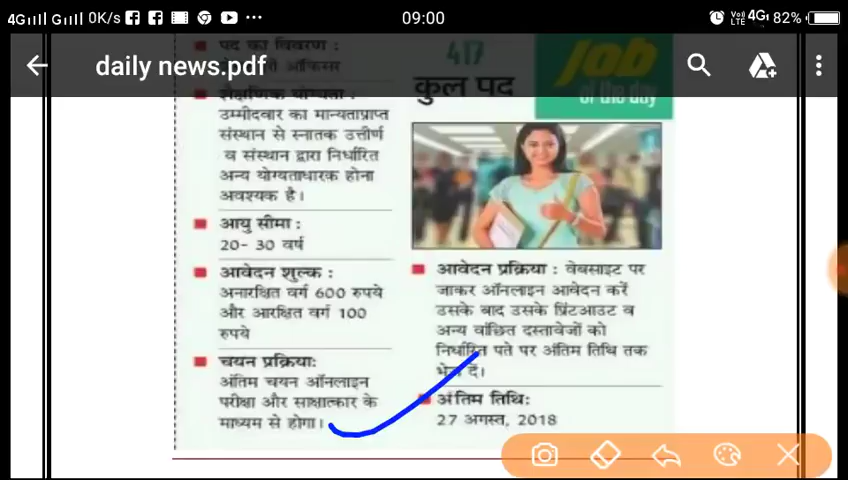 4G 4G 0K/s 09:00 4G 82%
daily news.pdf
पद का विवरण :
417
कुल पद
job
of the day
शैक्षणिक योग्यता :
उम्मीदवार का मान्यताप्राप्त
संस्थान से स्नातक उत्तीर्ण
व संस्थान द्वारा निर्धारित
अन्य योग्यताधारक होना
अवश्यक है।
आयु सीमा :
20- 30 वर्ष
आवेदन शुल्क :
अनारक्षित वर्ग 600 रुपये
और आरक्षित वर्ग 100
रुपये
चयन प्रक्रिया:
अंतिम चयन ऑनलाइन
परीक्षा और साक्षात्कार के
माध्यम से होगा।
आवेदन प्रक्रिया : वेबसाइट पर
जाकर ऑनलाइन आवेदन करें
उसके बाद उसके प्रिंटआउट व
अन्य वांछित दस्तावेजों को
निर्धारित पते पर अंतिम तिथि तक
भेज दें।
अंतिम तिथि:
27 अगस्त, 2018